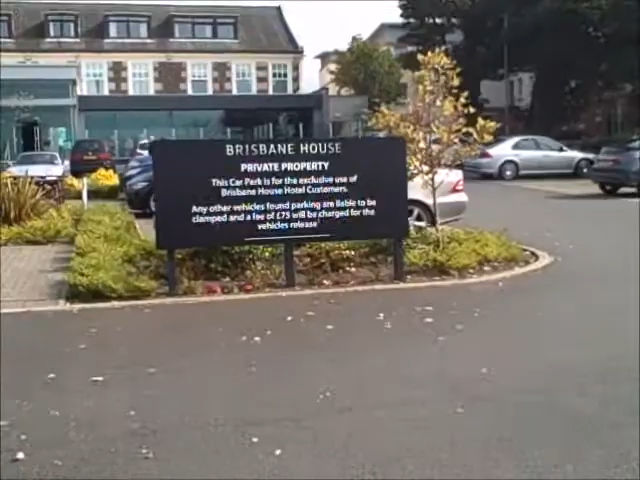 BRISBANE HOUSE
PRIVATE PROPERTY
This Car Park is for the exclusive use of
Brisbane House Hotel Customers.
Any other vehicles found parking are liable to be
clamped and a fee of £75 will be charged for the
vehicles release